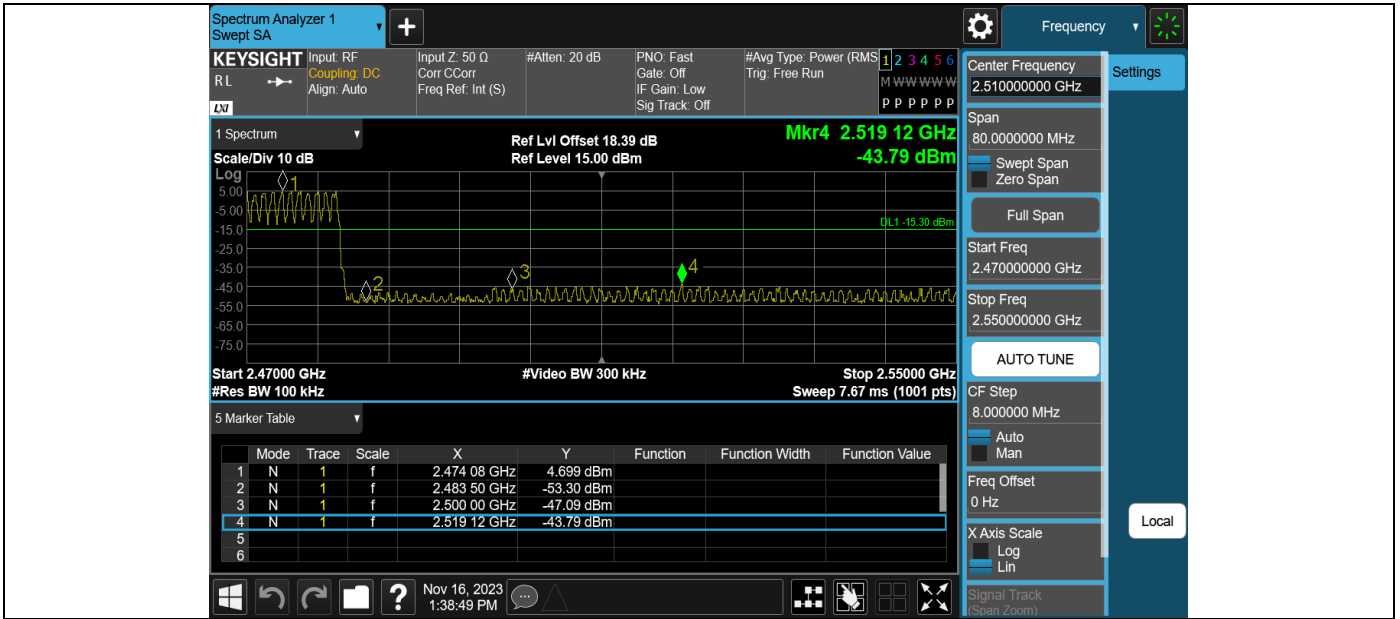 Spectrum Analyzer 1
Swept SA
Frequency
KEYSIGHT
RL
LXI
Input: RF
Coupling: DC
Align: Auto
Input Z: 50 Ω
Corr CCorr
Freq Ref: Int (S)
#Atten: 20 dB
PNO: Fast
Gate: Off
IF Gain: Low
Sig Track: Off
#Avg Type: Power (RMS
Trig: Free Run
1 2 3 4 5 6
M W W W W W
P P P P P P
1 Spectrum
Scale/Div 10 dB
Ref Lvl Offset 18.39 dB
Ref Level 15.00 dBm
Mkr4 2.519 12 GHz
-43.79 dBm
Log
5.00
-5.00
-15.0
-25.0
-35.0
-45.0
-55.0
-65.0
-75.0
1
2
3
4
DL1 -15.30 dBm
Start 2.47000 GHz
#Video BW 300 kHz
Stop 2.55000 GHz
#Res BW 100 kHz
Sweep 7.67 ms (1001 pts)
5 Marker Table
Mode Trace Scale X Y Function Function Width Function Value
1 N 1 f 2.474 08 GHz 4.699 dBm
2 N 1 f 2.483 50 GHz -53.30 dBm
3 N 1 f 2.500 00 GHz -47.09 dBm
4 N 1 f 2.519 12 GHz -43.79 dBm
5
6
Nov 16, 2023
1:38:49 PM
Center Frequency
2.510000000 GHz
Span
80.0000000 MHz
Swept Span
Zero Span
Full Span
Start Freq
2.470000000 GHz
Stop Freq
2.550000000 GHz
AUTO TUNE
CF Step
8.000000 MHz
Auto
Man
Freq Offset
0 Hz
X Axis Scale
Log
Lin
Signal Track
(Span Zoom)
Settings
Local